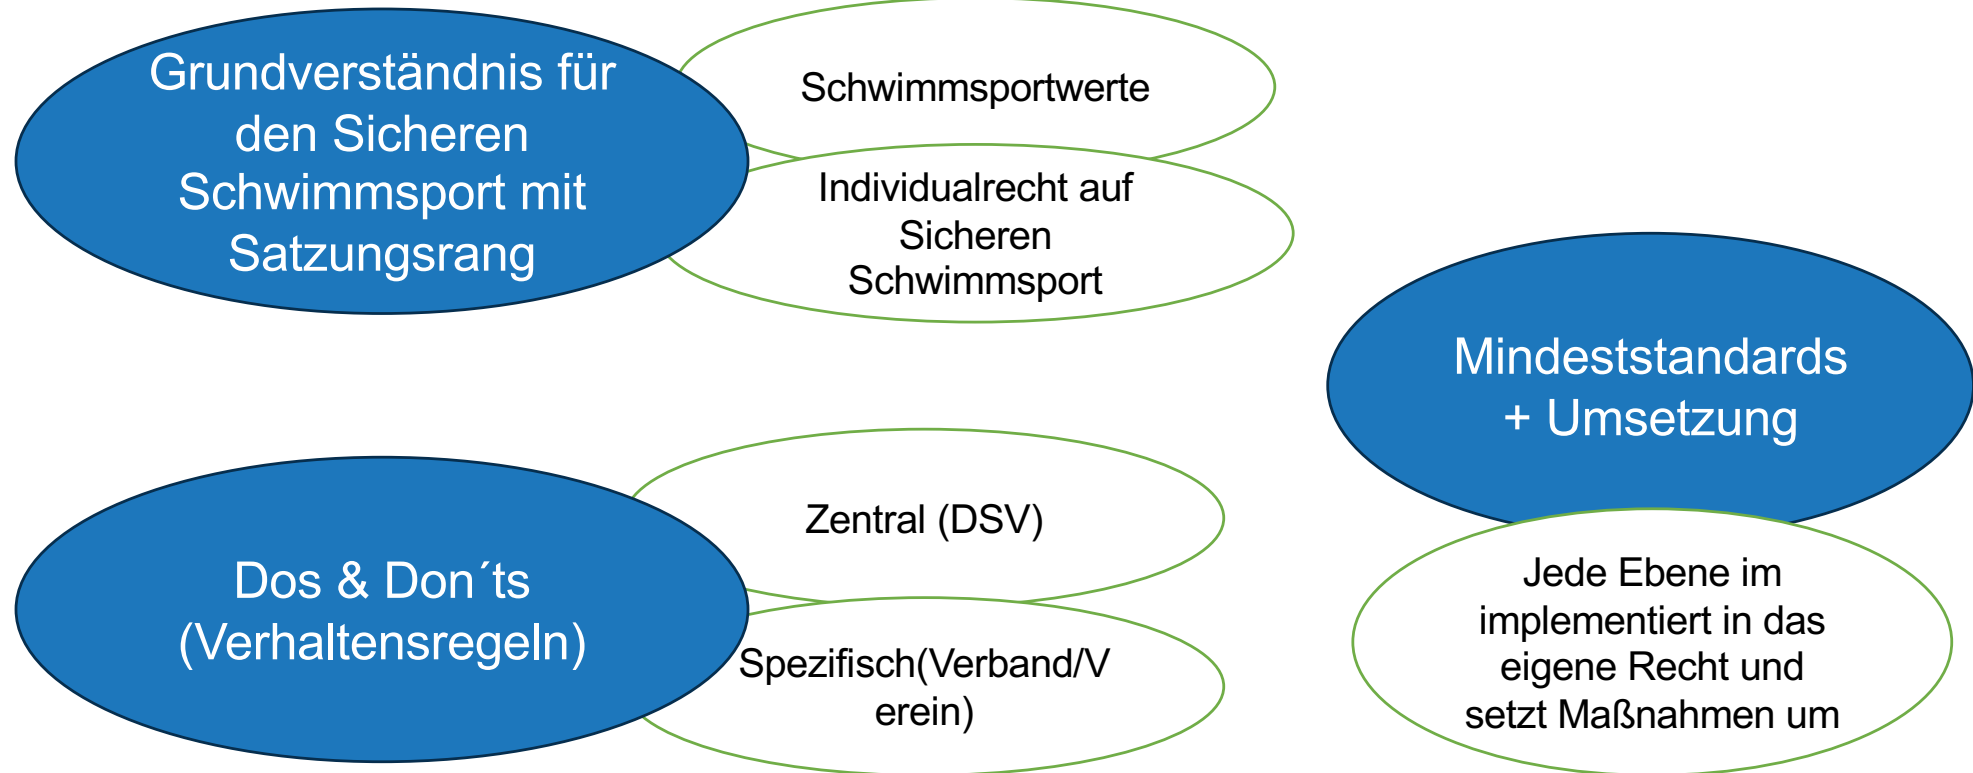 Grundverständnis für
den Sicheren
Schwimmsport mit
Satzungsrang
Schwimmsportwerte
Individualrecht auf
Sicheren
Schwimmsport
Mindeststandards
+ Umsetzung
Jede Ebene im
implementiert in das
eigene Recht und
setzt Maßnahmen um
Dos & Don´ts
(Verhaltensregeln)
Zentral (DSV)
Spezifisch(Verband/V
erein)